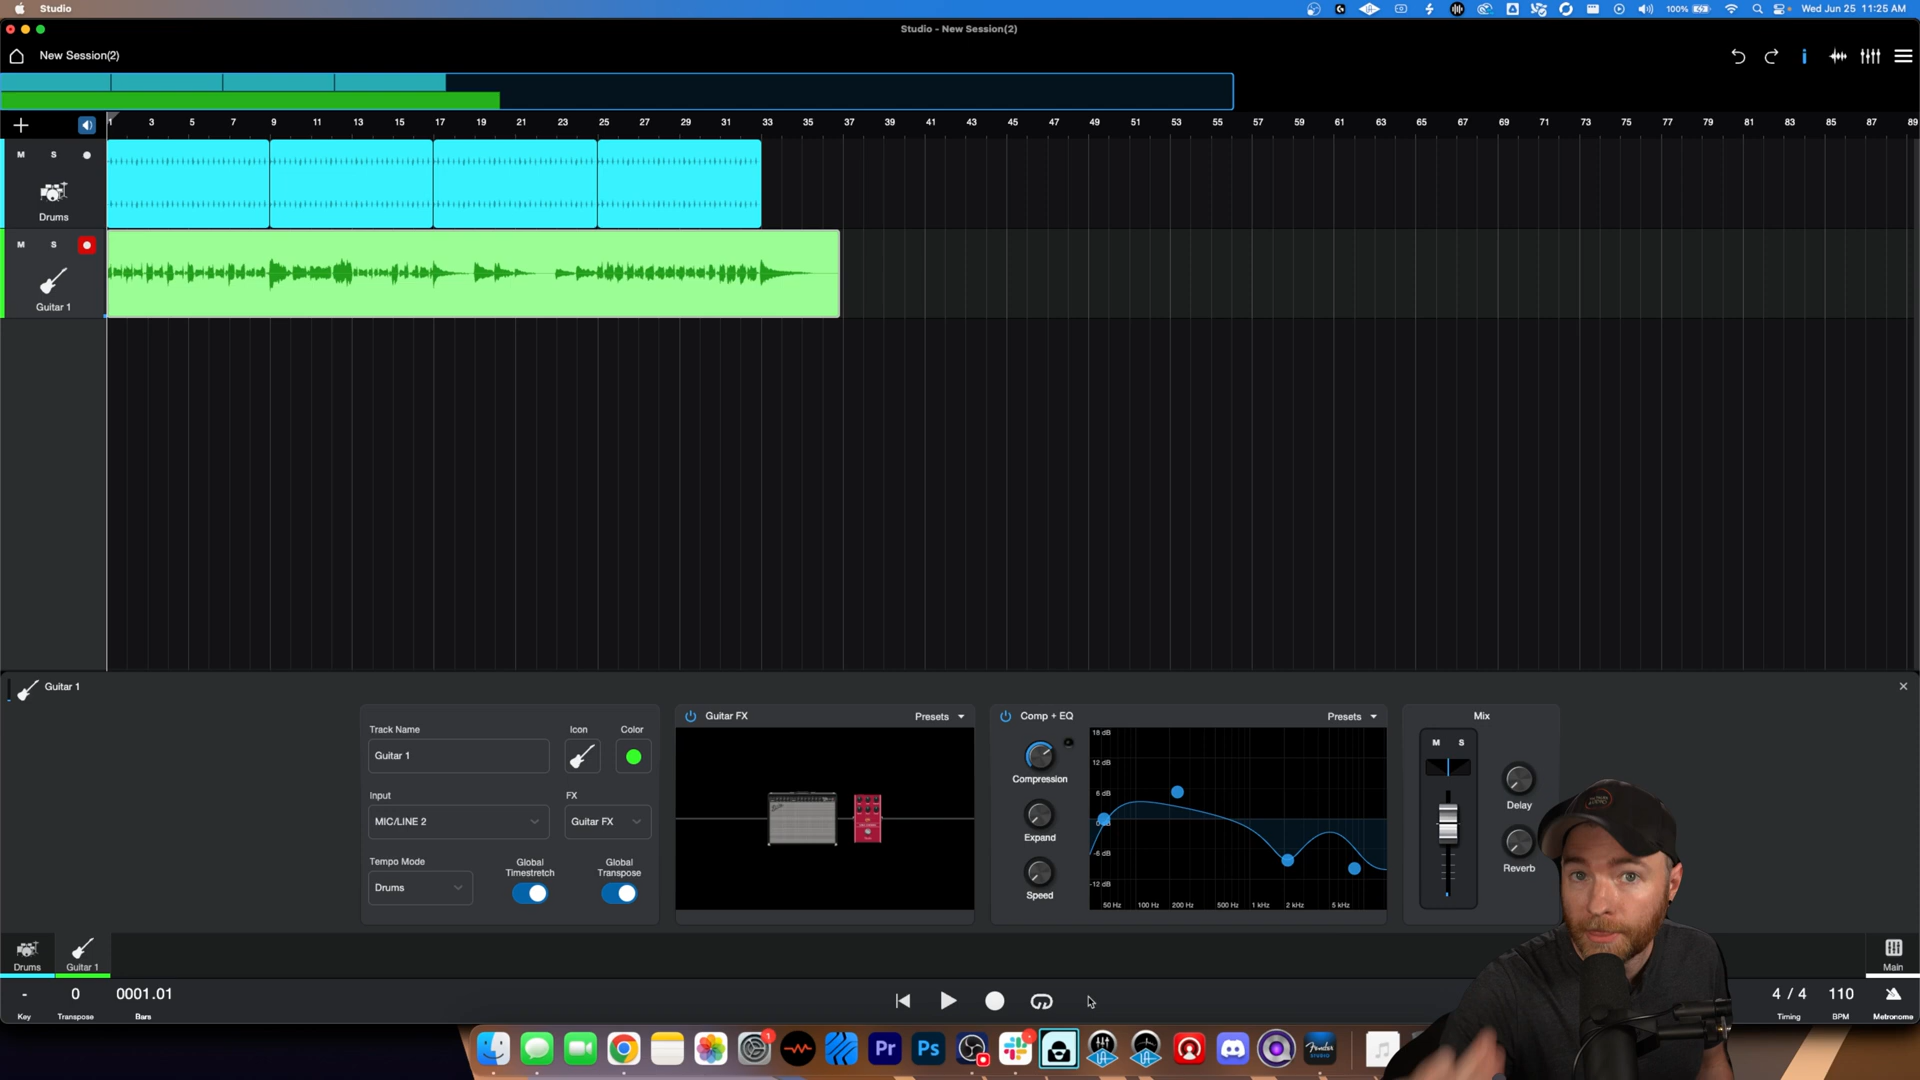 Studio
100%
Wed Jun 25 11:25 AM
Studio - New Session(2)
New Session(2)
1 3 5 7 9 11 13 15 17 19 21 23 25 27 29 31 33 35 37 39 41 43 45 47 49 51 53 55 57 59 61 63 65 67 69 71 73 75 77 79 81 83 85 87 89
M S
Drums
M S
Guitar 1
Guitar 1
Track Name
Icon
Color
Guitar 1
Input
FX
MIC/LINE 2
Guitar FX
Tempo Mode
Global Timestretch
Global Transpose
Drums
Guitar FX
Presets
Comp + EQ
Presets
Compression
Expand
Speed
18 dB
12 dB
6 dB
0 dB
-6 dB
-12 dB
50 Hz 100 Hz 200 Hz 500 Hz 1 kHz 2 kHz 5 kHz
Mix
M S
Delay
Reverb
Drums
Guitar 1
Main
- 0 0001.01
Key Transpose Bars
4 / 4 110
Timing BPM Metronome
1
Pr
Ps
Fender
STUDIO